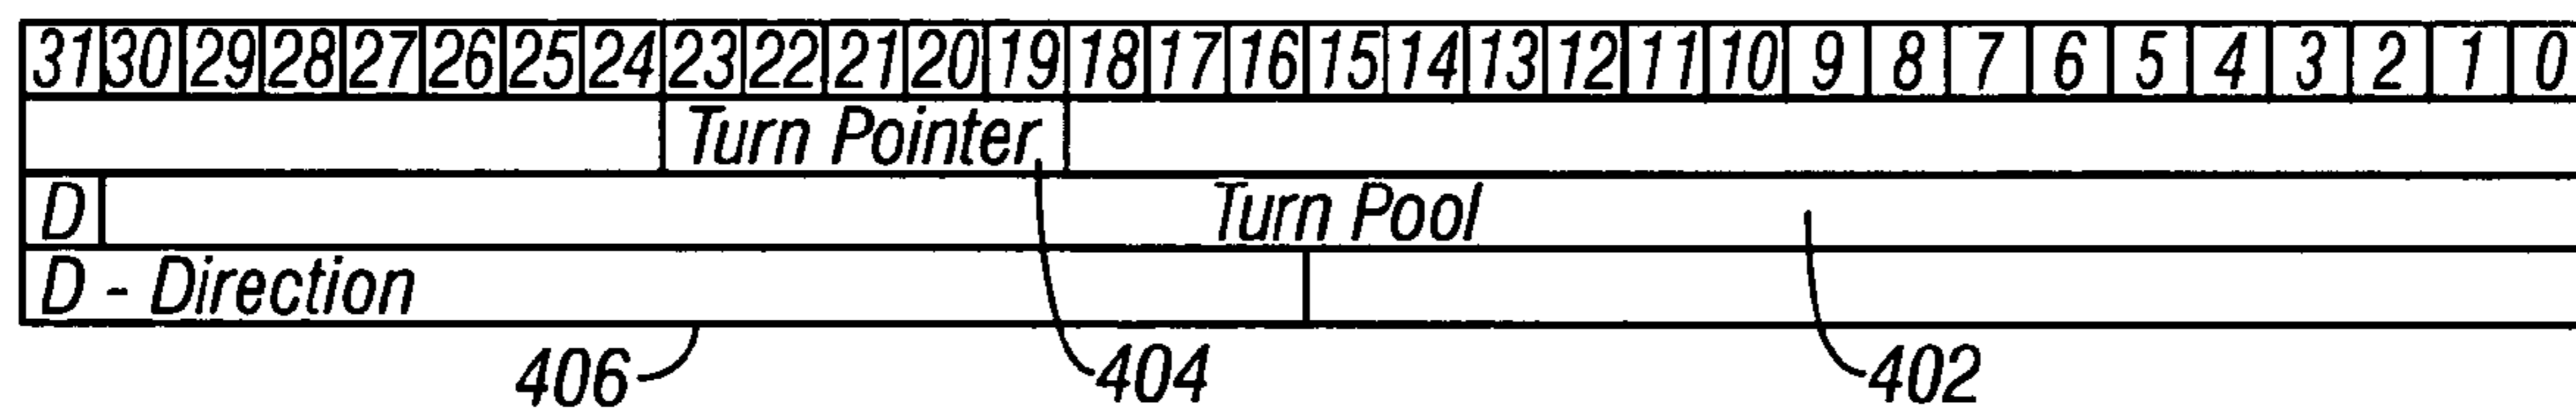 31 30 29 28 27 26 25 24 23 22 21 20 19 18 17 16 15 14 13 12 11 10 9 8 7 6 5 4 3 2 1 0
Turn Pointer
D Turn Pool
D - Direction
406 404 402